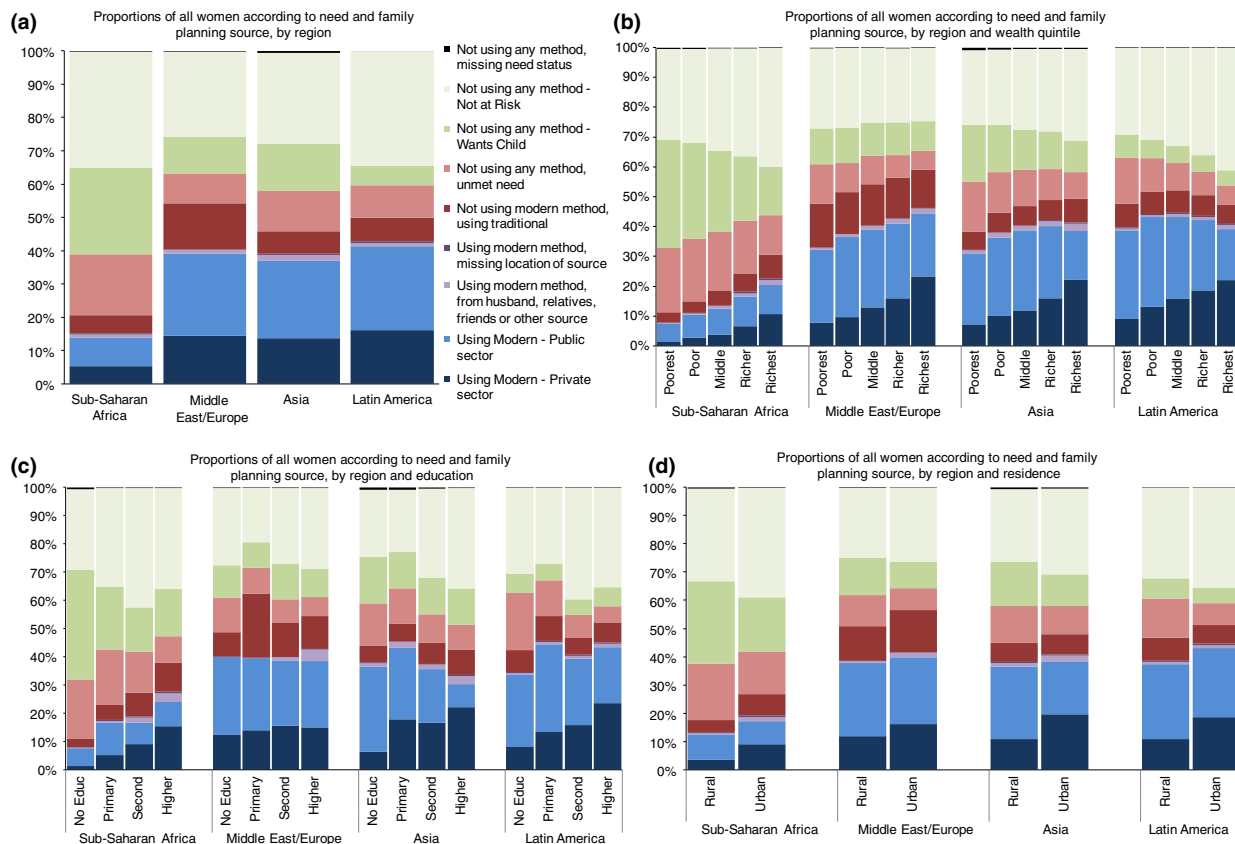 (a)
Proportions of all women according to need and family
planning source, by region
100%
90%
80%
70%
60%
50%
40%
30%
20%
10%
0%
Sub-Saharan
Africa
Middle
East/Europe
Asia
Latin America
Not using any method,
missing need status
Not using any method -
Not at Risk
Not using any method -
Wants Child
Not using any method,
unmet need
Not using modern method,
using traditional
Using modern method,
missing location of source
Using modern method,
from husband, relatives,
friends or other source
Using Modern - Public
sector
Using Modern - Private
sector
(b)
Proportions of all women according to need and family
planning source, by region and wealth quintile
100%
90%
80%
70%
60%
50%
40%
30%
20%
10%
0%
Poorest
Poor
Middle
Richer
Richest
Poorest
Poor
Middle
Richer
Richest
Poorest
Poor
Middle
Richer
Richest
Poorest
Poor
Middle
Richer
Richest
Sub-Saharan Africa
Middle East/Europe
Asia
Latin America
(c)
Proportions of all women according to need and family
planning source, by region and education
100%
90%
80%
70%
60%
50%
40%
30%
20%
10%
0%
No Educ
Primary
Second
Higher
No Educ
Primary
Second
Higher
No Educ
Primary
Second
Higher
No Educ
Primary
Second
Higher
Sub-Saharan Africa
Middle East/Europe
Asia
Latin America
(d)
Proportions of all women according to need and family
planning source, by region and residence
100%
90%
80%
70%
60%
50%
40%
30%
20%
10%
0%
Rural
Urban
Rural
Urban
Rural
Urban
Rural
Urban
Sub-Saharan Africa
Middle East/Europe
Asia
Latin America